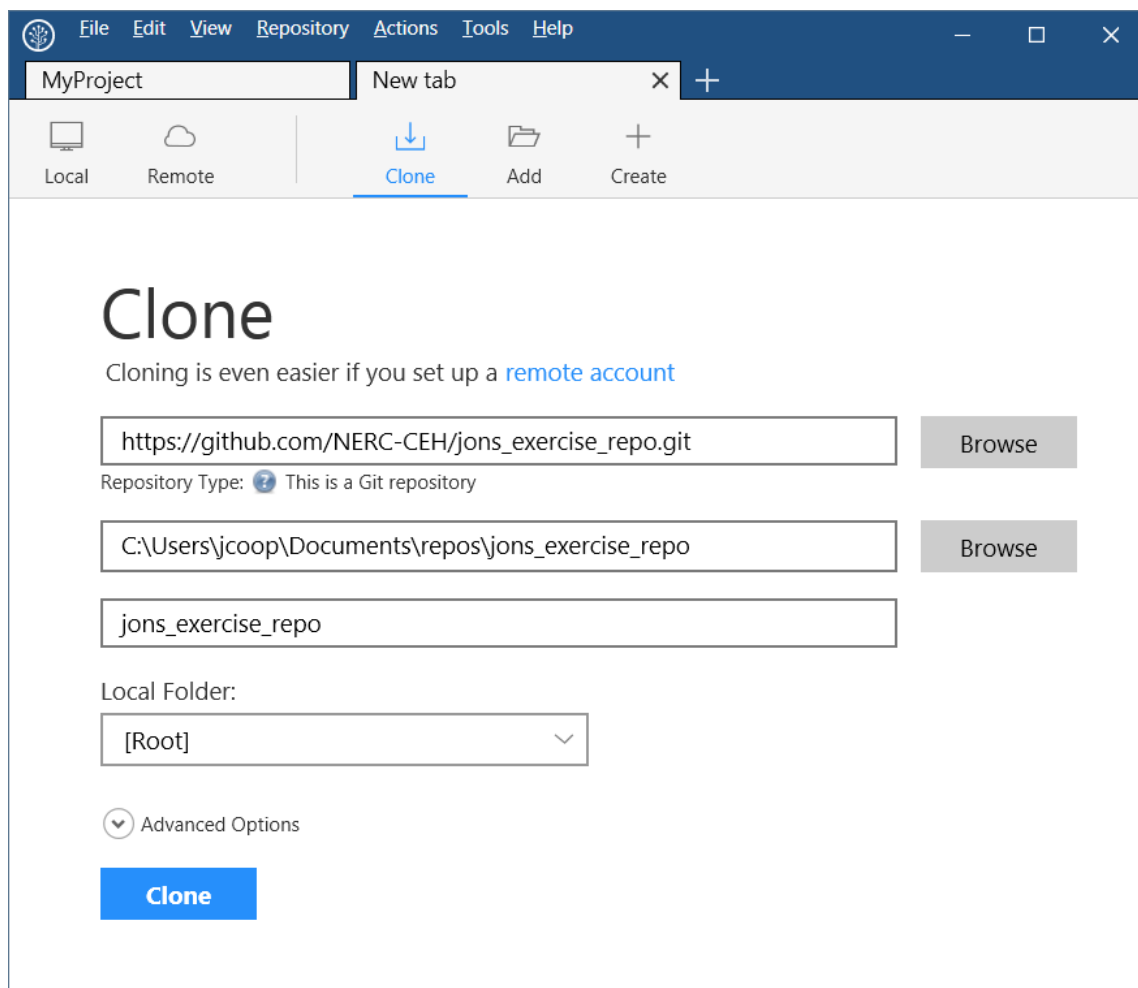 File Edit View Repository Actions Tools Help
MyProject New tab
Local Remote Clone Add Create
Clone
Cloning is even easier if you set up a remote account
https://github.com/NERC-CEH/jons_exercise_repo.git Browse
Repository Type: ? This is a Git repository
C:\Users\jcoop\Documents\repos\jons_exercise_repo Browse
jons_exercise_repo
Local Folder:
[Root]
Advanced Options
Clone